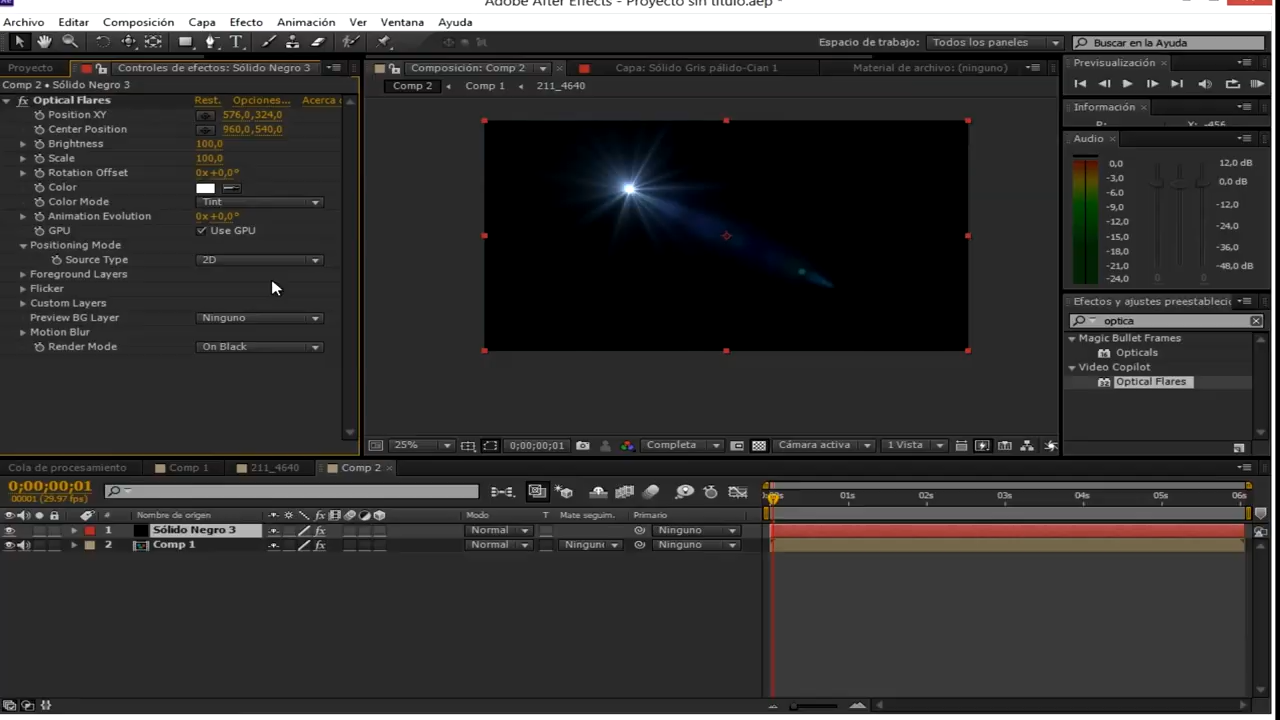 Adobe After Effects - Proyecto sin título.aep *
Archivo Editar Composición Capa Efecto Animación Ver Ventana Ayuda
Espacio de trabajo: Todos los paneles Buscar en la Ayuda
Proyecto Controles de efectos: Sólido Negro 3
Composición: Comp 2 Capa: Sólido Gris pálido-Cian 1 Material de archivo: (ninguno)
Previsualización
Comp 2 • Sólido Negro 3
Comp 2 Comp 1 211_4640
fx Optical Flares Rest. Opciones... Acerca
Position XY 576,0,324,0
Center Position 960,0,540,0
Brightness 100,0
Scale 100,0
Rotation Offset 0x +0,0°
Color
Color Mode Tint
Animation Evolution 0x +0,0°
GPU Use GPU
Positioning Mode
Source Type 2D
Foreground Layers
Flicker
Custom Layers
Preview BG Layer Ninguno
Motion Blur
Render Mode On Black
Información
Y: -456
Audio
0,0
-3,0
-6,0
-9,0
-12,0
-15,0
-18,0
-21,0
-24,0
12,0 dB
0,0 dB
-12,0
-24,0
-36,0
-48,0 dB
0 0
Efectos y ajustes preestableci
optica
Magic Bullet Frames
Opticals
Video Copilot
Optical Flares
25% 0;00;00;01 Completa Cámara activa 1 Vista
Cola de procesamiento Comp 1 211_4640 Comp 2
0;00;00;01
00001 (29.97 fps)
01s 02s 03s 04s 05s 06s
Nombre de origen fx Modo T Mate seguim. Primario
1 Sólido Negro 3 fx Normal Ninguno
2 Comp 1 fx Normal Ninguno Ninguno